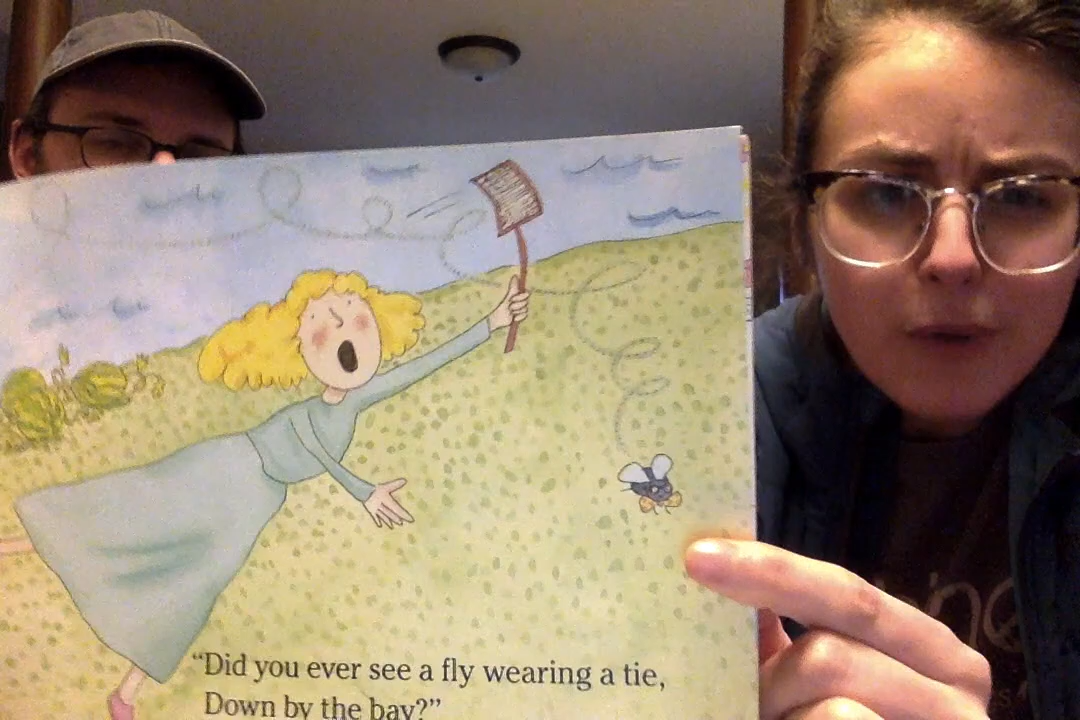 “Did you ever see a fly wearing a tie,
Down by the bay?”